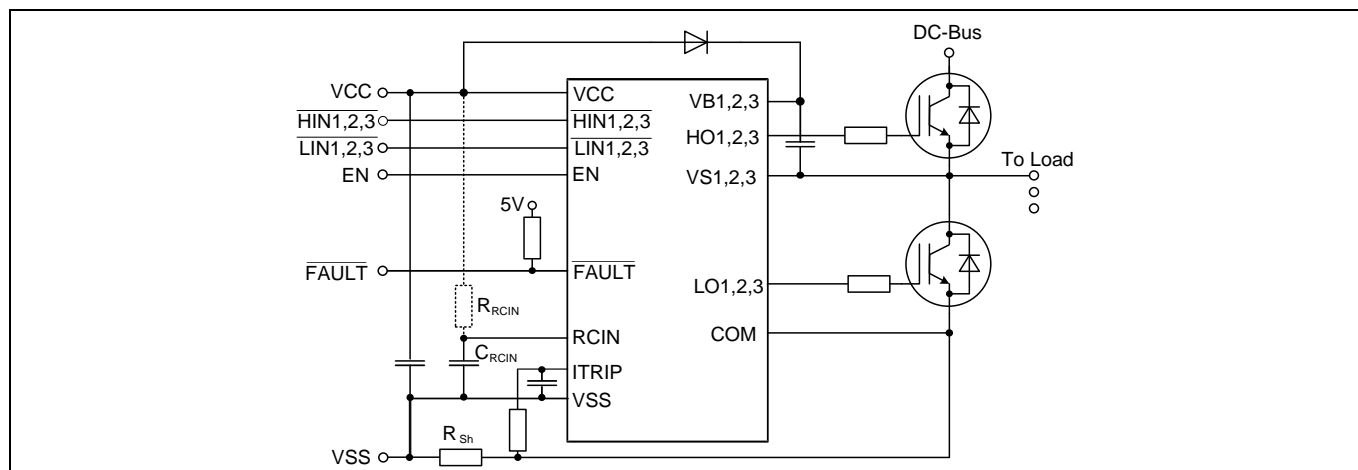 DC-Bus
VCC
VCC
VB1,2,3
HIN1,2,3
HIN1,2,3
HO1,2,3
LIN1,2,3
LIN1,2,3
To Load
EN
EN
VS1,2,3
5V
FAULT
FAULT
LO1,2,3
RRCIN
RCIN
COM
CRCIN
ITRIP
VSS
RSh
VSS